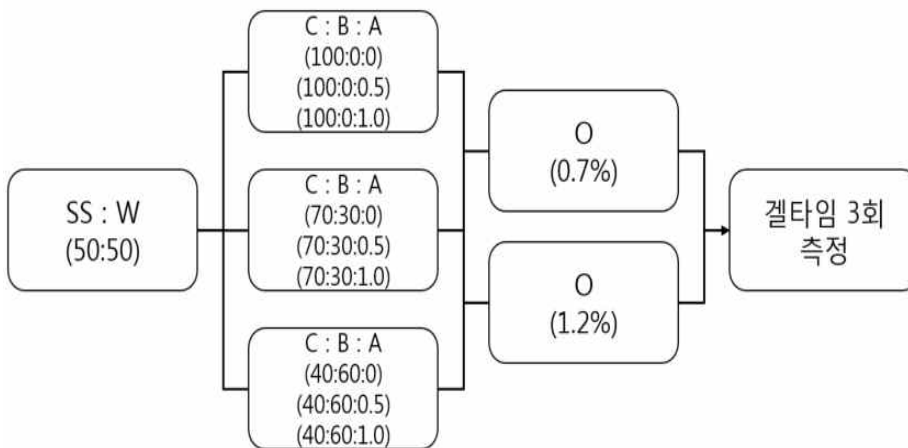 SS : W
(50:50)
C : B : A
(100:0:0)
(100:0:0.5)
(100:0:1.0)
C : B : A
(70:30:0)
(70:30:0.5)
(70:30:1.0)
C : B : A
(40:60:0)
(40:60:0.5)
(40:60:1.0)
O
(0.7%)
O
(1.2%)
겔타임 3회
측정